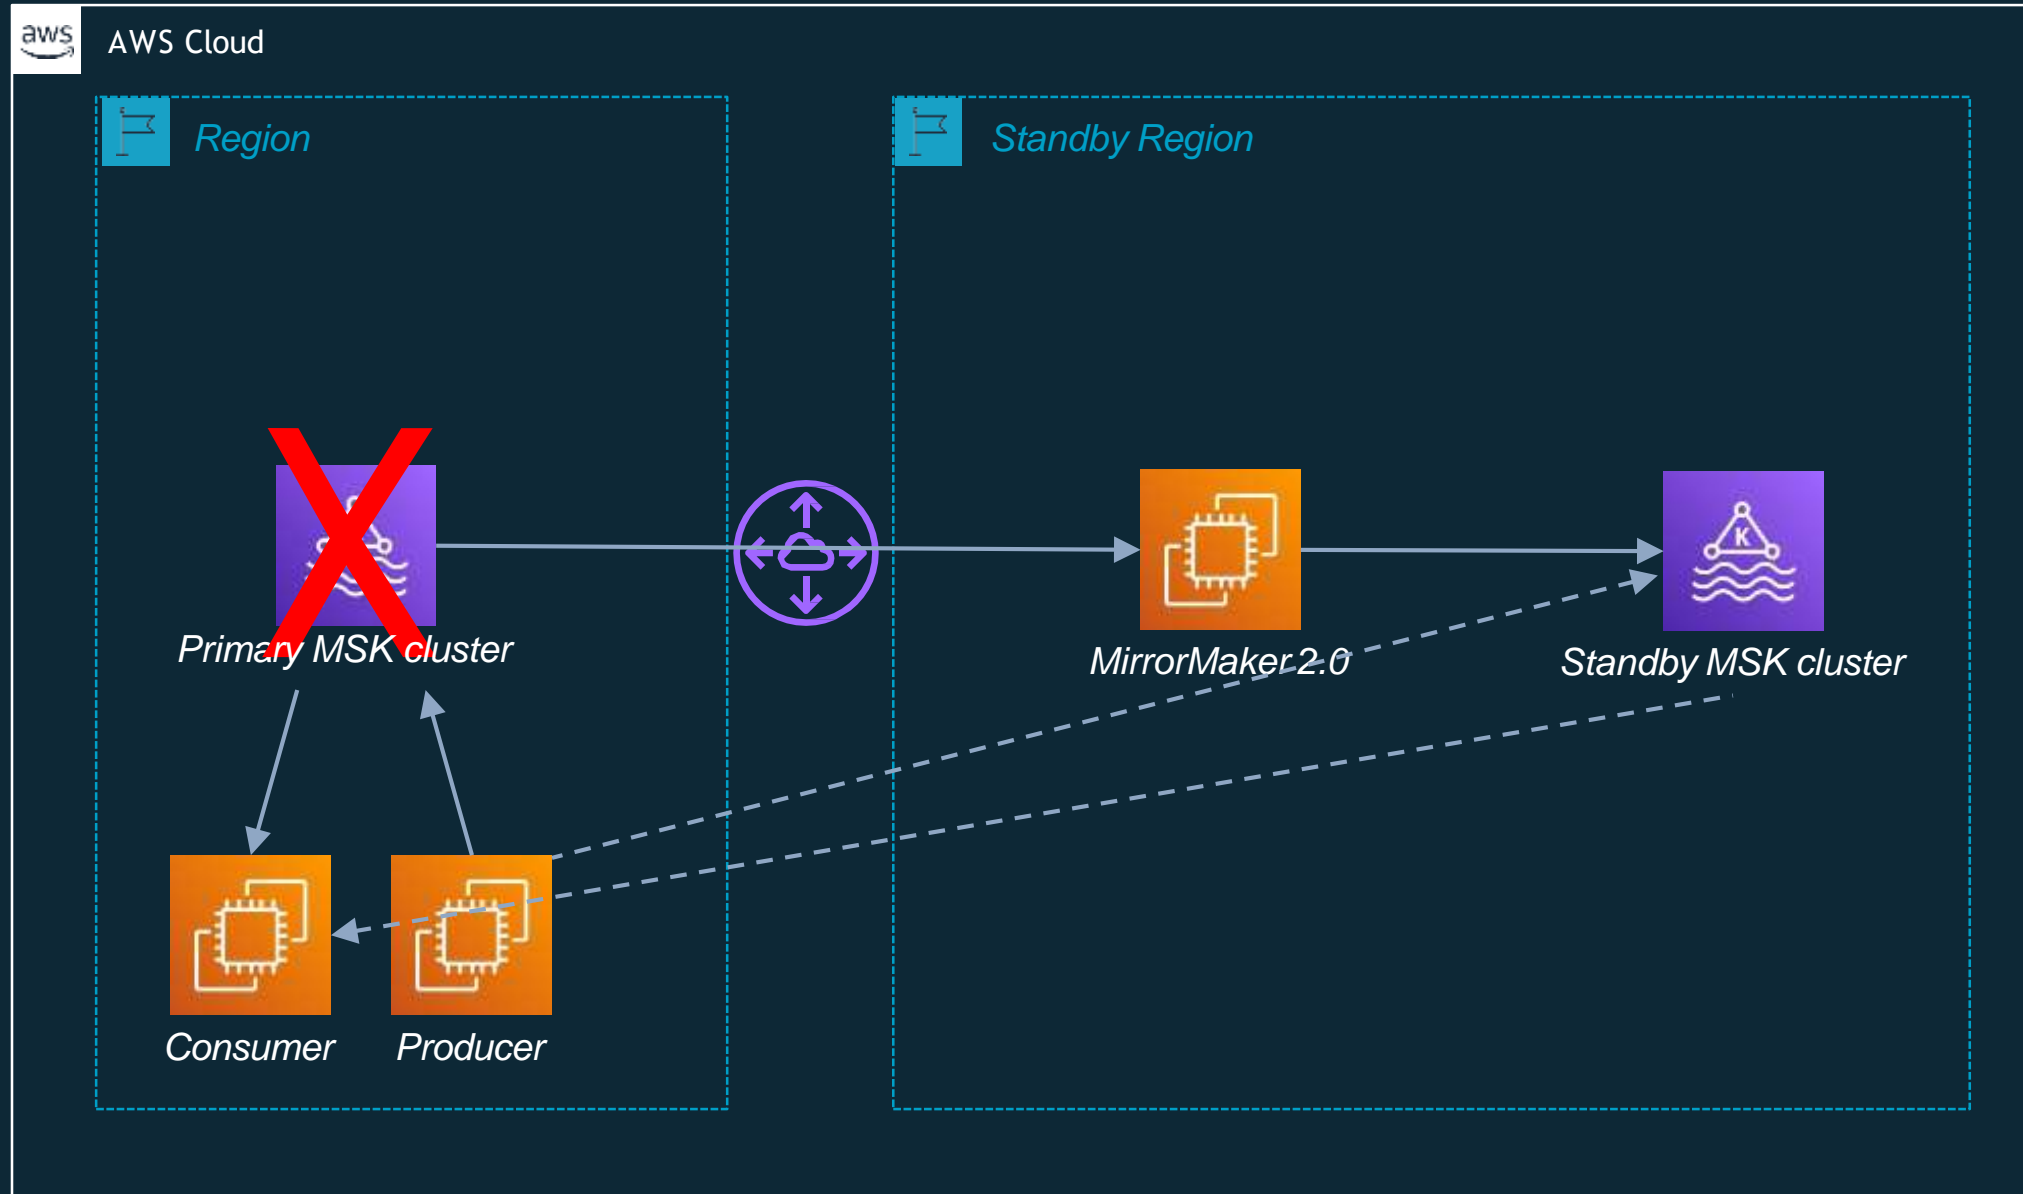 aws
AWS Cloud
Region
Standby Region
K
Primary MSK cluster
MirrorMaker 2.0
Standby MSK cluster
Consumer
Producer